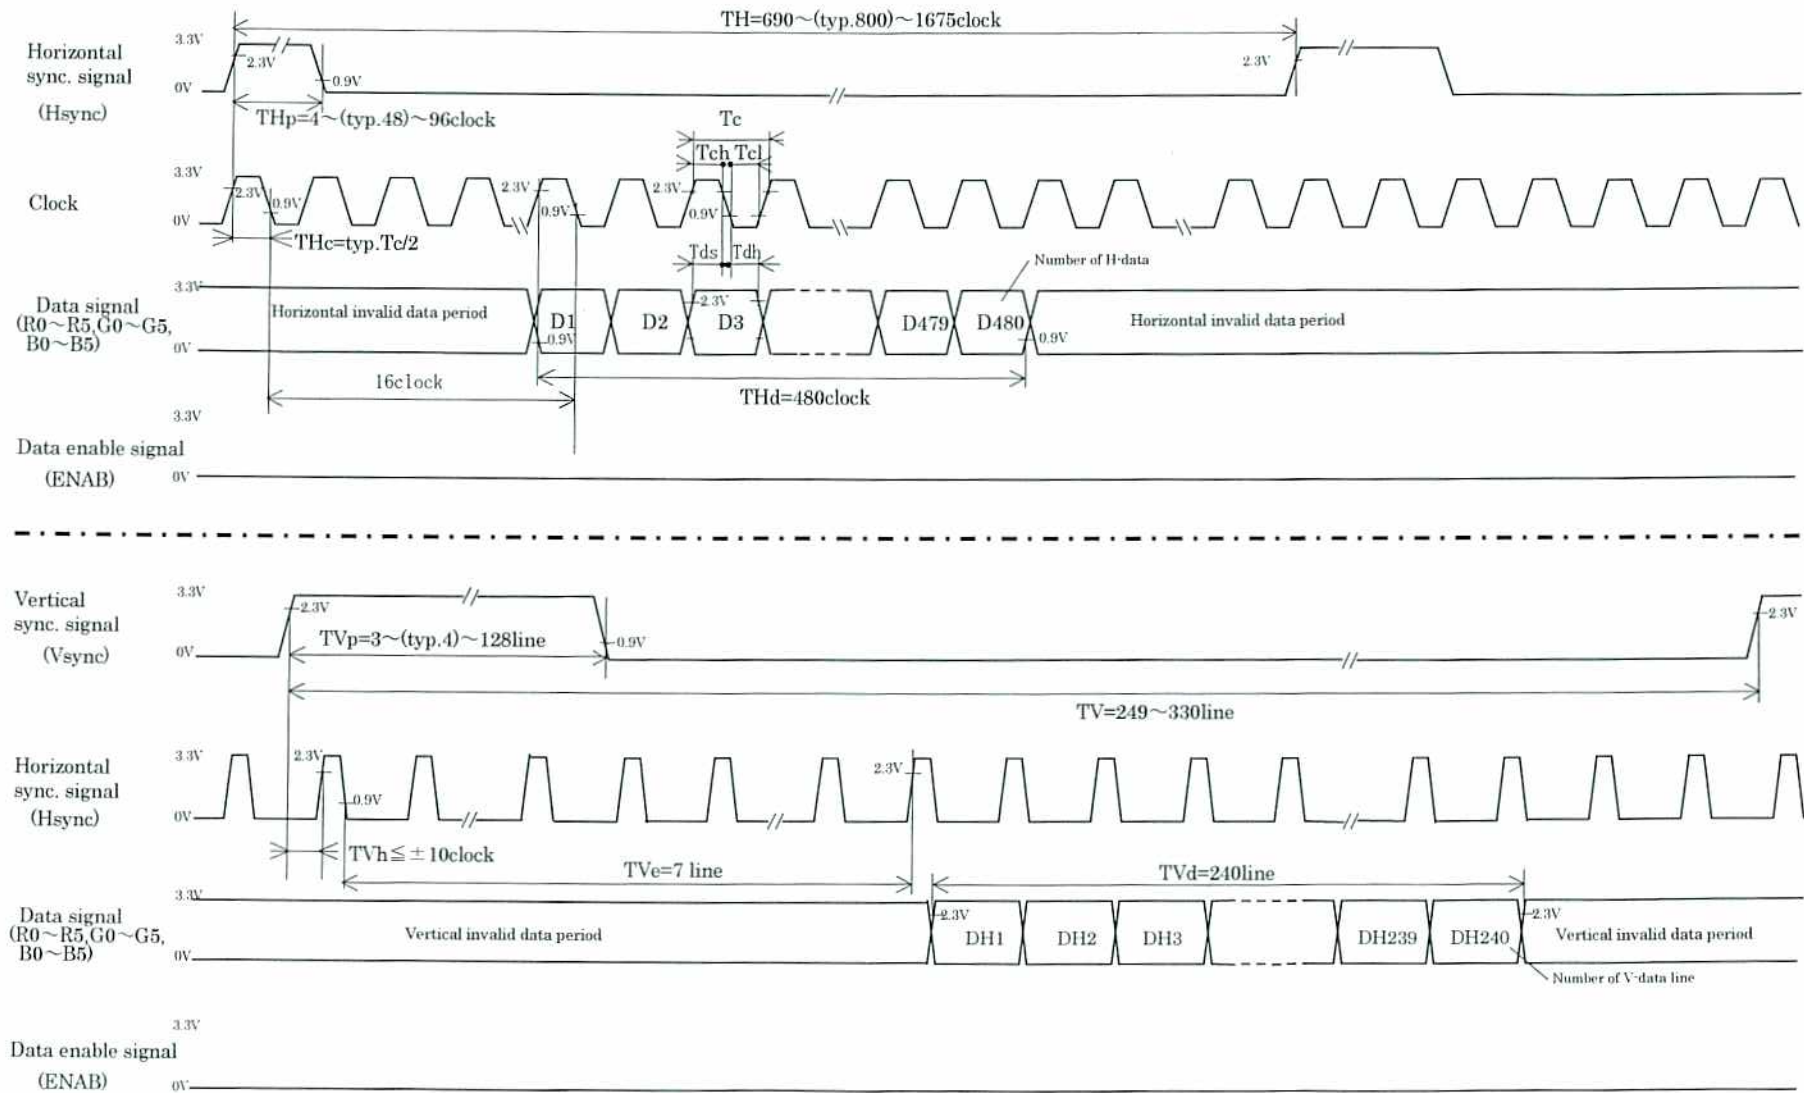 TH=690～(typ.800)～1675clock
Horizontal
sync. signal
(Hsync)
3.3V
2.3V
0V
0.9V
2.3V
THp=4～(typ.48)～96clock
Tc
Tch
Tcl
Clock
3.3V
2.3V
0V
0.9V
2.3V
0.9V
2.3V
0.9V
THc=typ.Tc/2
Tds
Tdh
Number of H-data
Data signal
(R0～R5,G0～G5,
B0～B5)
3.3V
0V
Horizontal invalid data period
D1
0.9V
D2
2.3V
D3
D479
D480
0.9V
Horizontal invalid data period
16clock
THd=480clock
Data enable signal
(ENAB)
3.3V
0V
Vertical
sync. signal
(Vsync)
3.3V
2.3V
0V
TVp=3～(typ.4)～128line
0.9V
2.3V
TV=249～330line
Horizontal
sync. signal
(Hsync)
3.3V
2.3V
0V
0.9V
2.3V
TVh≦±10clock
TVe=7 line
TVd=240line
Data signal
(R0～R5,G0～G5,
B0～B5)
3.3V
0V
Vertical invalid data period
2.3V
DH1
DH2
DH3
DH239
DH240
2.3V
Vertical invalid data period
Number of V-data line
Data enable signal
(ENAB)
3.3V
0V